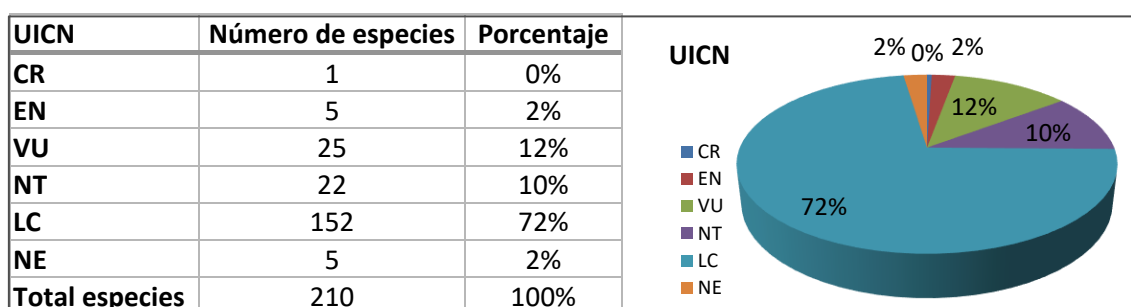 UICN Número de especies Porcentaje
CR 1 0%
EN 5 2%
VU 25 12%
NT 22 10%
LC 152 72%
NE 5 2%
Total especies 210 100%
UICN
2% 0% 2%
12%
10%
72%
CR
EN
VU
NT
LC
NE